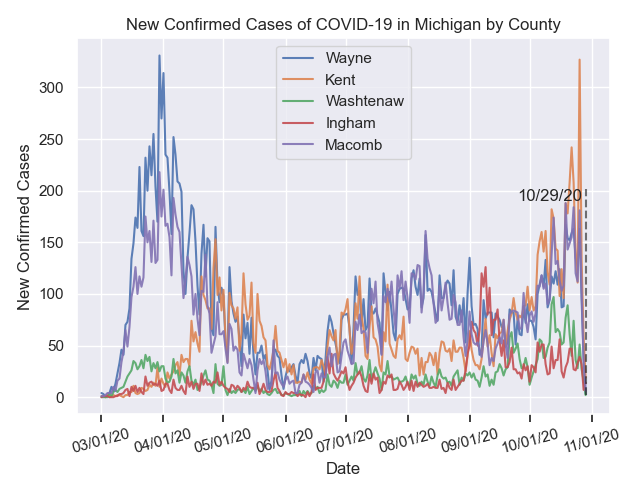 New Confirmed Cases of COVID-19 in Michigan by County
Wayne
Kent
Washtenaw
Ingham
Macomb
10/29/20
New Confirmed Cases
300
250
200
150
100
50
0
03/01/20
04/01/20
05/01/20
06/01/20
07/01/20
08/01/20
09/01/20
10/01/20
11/01/20
Date